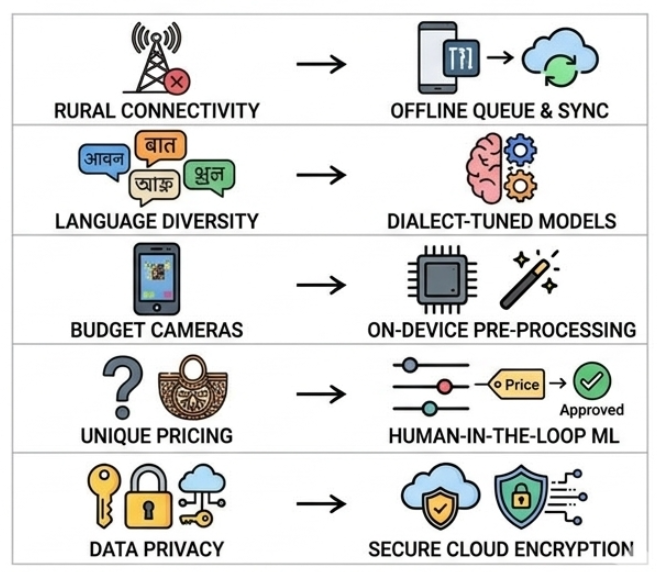 RURAL CONNECTIVITY
OFFLINE QUEUE & SYNC
आवन
बात
LANGUAGE DIVERSITY
DIALECT-TUNED MODELS
BUDGET CAMERAS
ON-DEVICE PRE-PROCESSING
Price
Approved
UNIQUE PRICING
HUMAN-IN-THE-LOOP ML
DATA PRIVACY
SECURE CLOUD ENCRYPTION